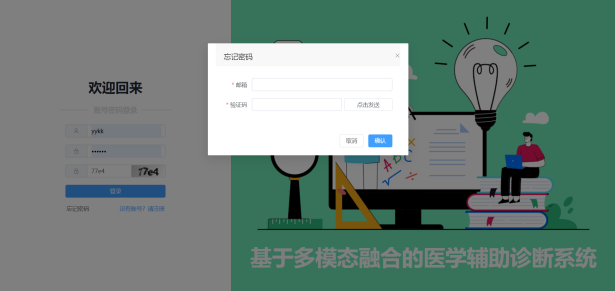 忘记密码
×
* 邮箱
* 验证码
点击发送
取消
确认
欢迎回来
账号密码登录
yykk
••••••
77e4
77e4
登录
忘记密码
没有账号？请注册
ABC
基于多模态融合的医学辅助诊断系统